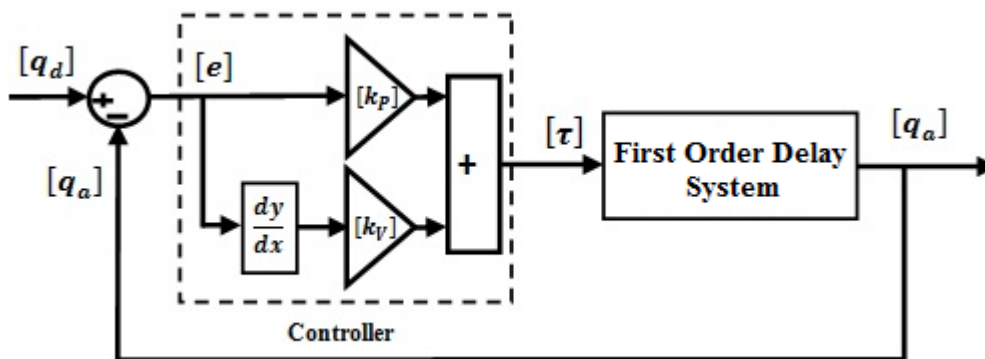 [q_d]
[e]
[k_P]
[τ]
First Order Delay
System
[q_a]
+
−
+
[q_a]
dy
dx
[k_V]
Controller